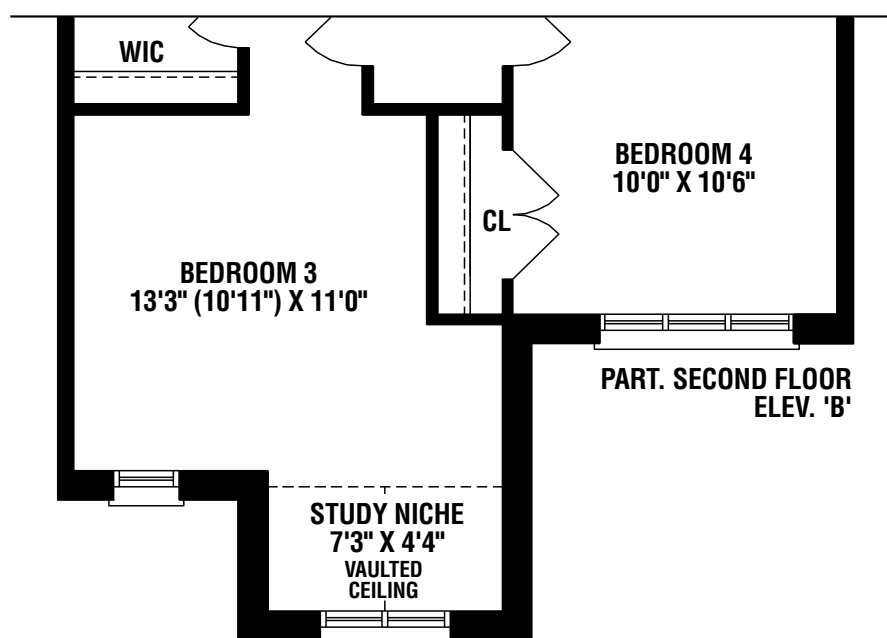 WIC
BEDROOM 4
10'0" X 10'6"
CL
BEDROOM 3
13'3" (10'11") X 11'0"
PART. SECOND FLOOR
ELEV. 'B'
STUDY NICHE
7'3" X 4'4"
VAULTED
CEILING